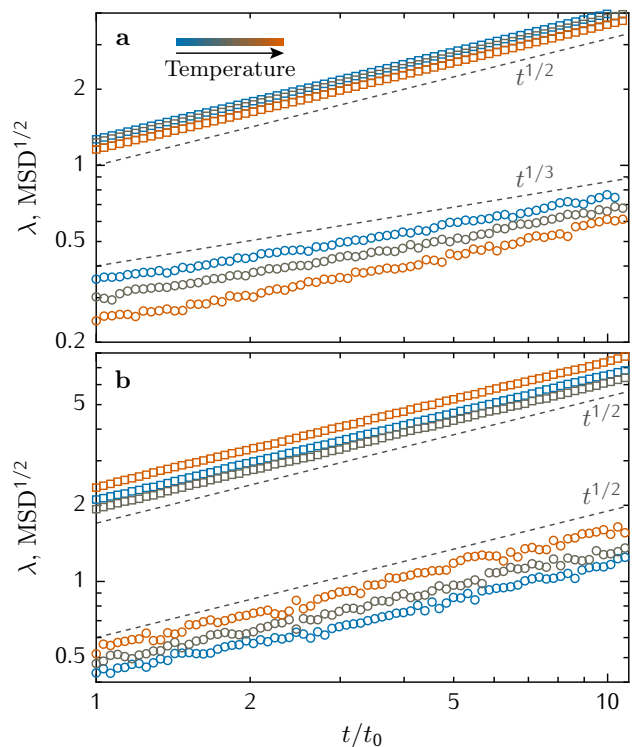 a
Temperature
t^{1/2}
t^{1/3}
λ, MSD^{1/2}
2
1
0.5
0.2
b
t^{1/2}
t^{1/2}
λ, MSD^{1/2}
5
2
1
0.5
1 2 5 10
t/t_0